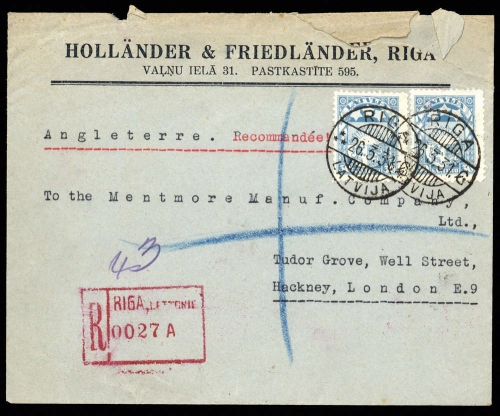 HOLLÄNDER & FRIEDLÄNDER, RIGA
VAĻŅU IELĀ 31. PASTKASTĪTE 595.
Angleterre. Recommandée!
RIGA
LATVIJA
RIGA
To the Mentmore Manuf. Company,
Ltd.,
Tudor Grove, Well Street,
Hackney, London E.9
43
R
RIGA, LETTONIE
0027 A